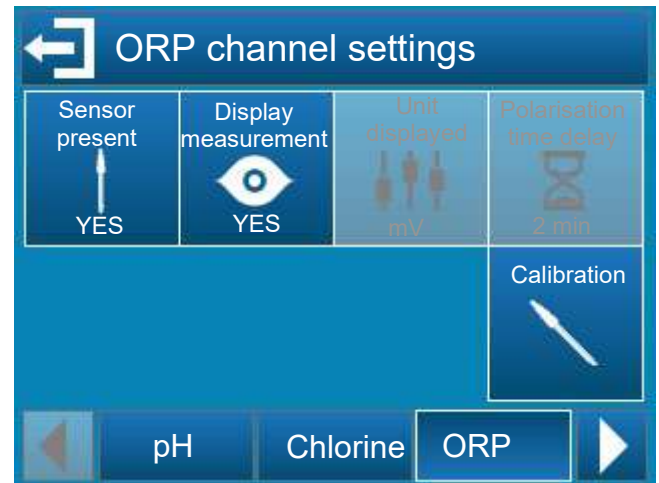 ORP channel settings
Sensor
present
YES
Display
measurement
YES
Unit
displayed
mV
Polarisation
time delay
2 min
Calibration
pH
Chlorine
ORP